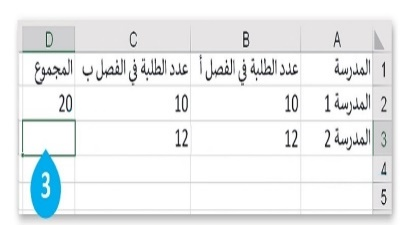 A B C D
1 المدرسة عدد الطلبة في الفصل أ عدد الطلبة في الفصل ب المجموع
2 المدرسة 1 10 10 20
3 المدرسة 2 12 12
4
5
3